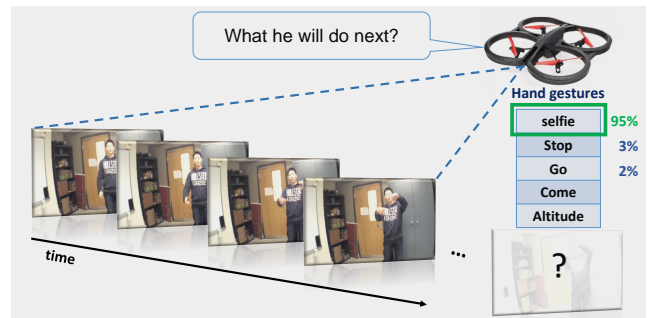 What he will do next?
Hand gestures
selfie 95%
Stop 3%
Go 2%
Come
Altitude
time
...
?